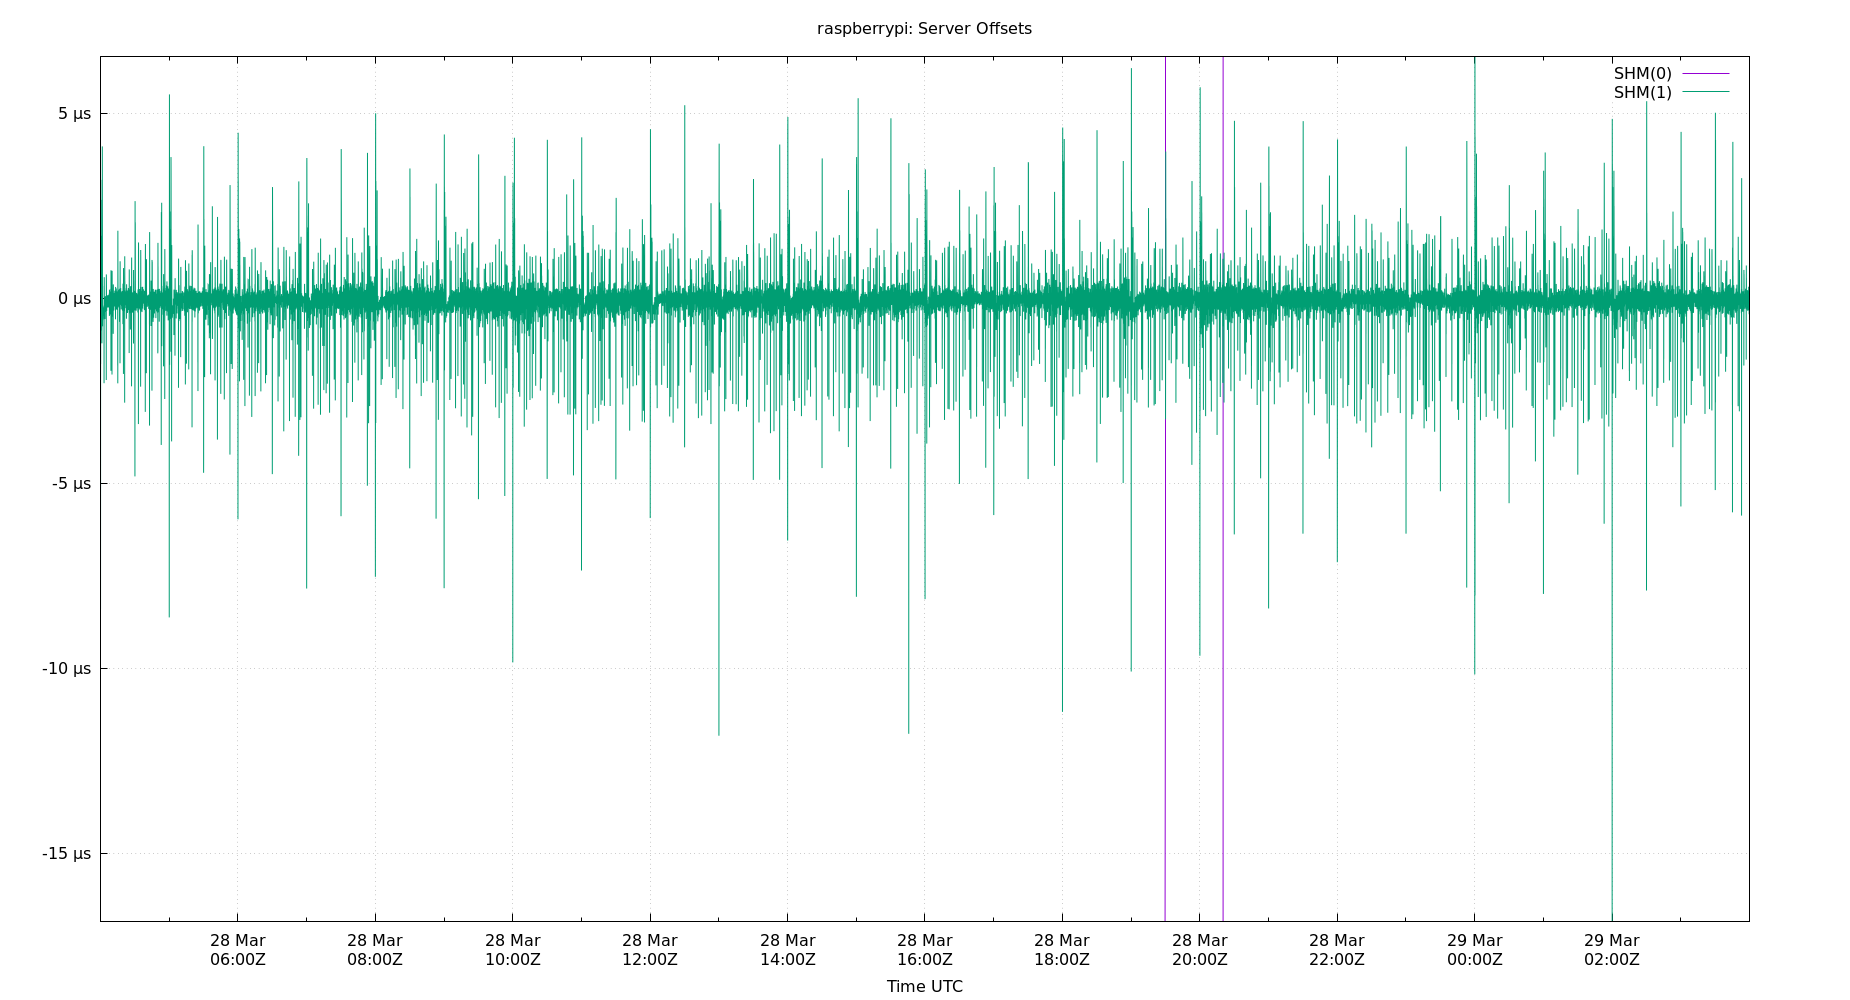 raspberrypi: Server Offsets
SHM(0)
SHM(1)
5 µs
0 µs
-5 µs
-10 µs
-15 µs
28 Mar 28 Mar 28 Mar 28 Mar 28 Mar 28 Mar 28 Mar 28 Mar 28 Mar 29 Mar 29 Mar
06:00Z 08:00Z 10:00Z 12:00Z 14:00Z 16:00Z 18:00Z 20:00Z 22:00Z 00:00Z 02:00Z
Time UTC